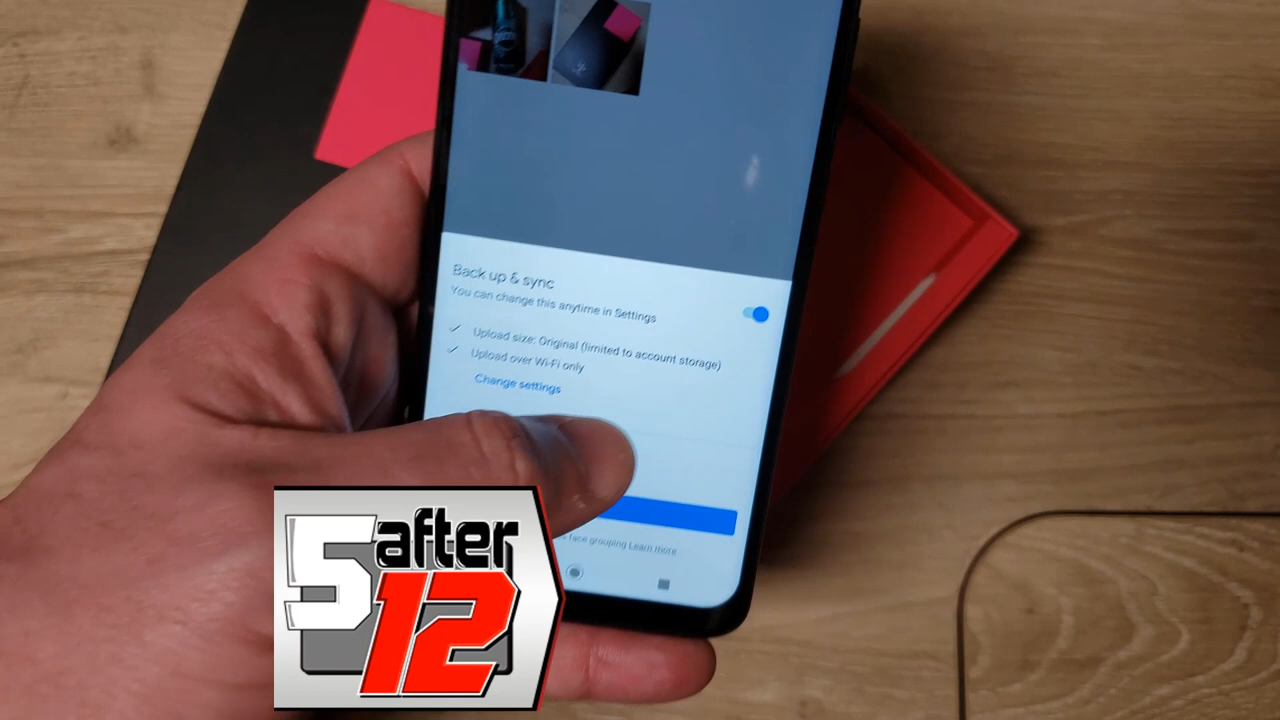 Back up & sync
You can change this anytime in Settings
Upload size: Original (limited to account storage)
Upload over Wi-Fi only
Change settings
face grouping Learn more
5 after
12